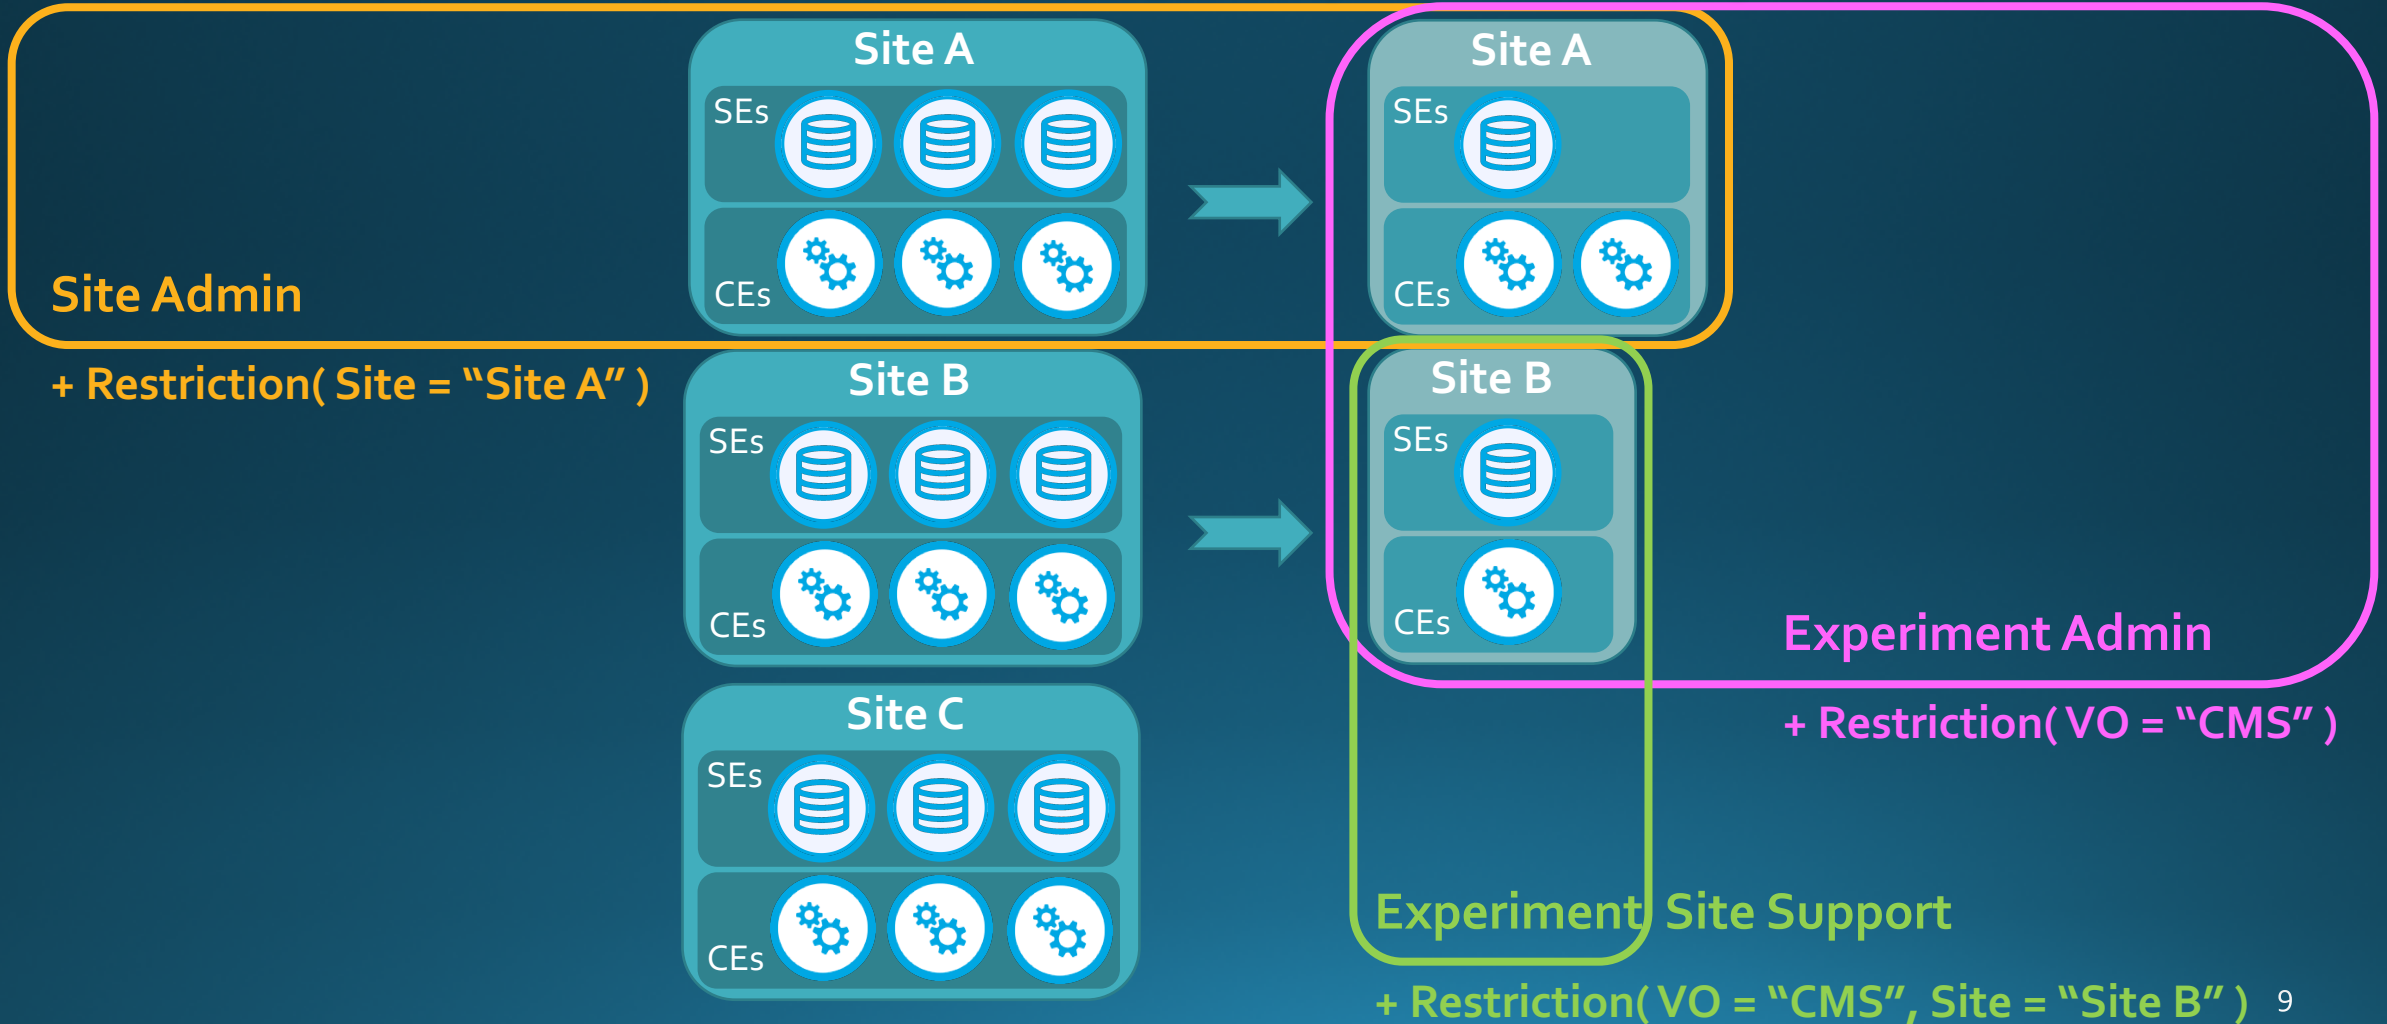 Site A
SEs
CEs
Site A
SEs
CEs
Site Admin
+ Restriction( Site = “Site A” )
Site B
SEs
CEs
Site B
SEs
CEs
Experiment Admin
+ Restriction( VO = “CMS” )
Site C
SEs
CEs
Experiment Site Support
+ Restriction( VO = “CMS”, Site = “Site B” )
9